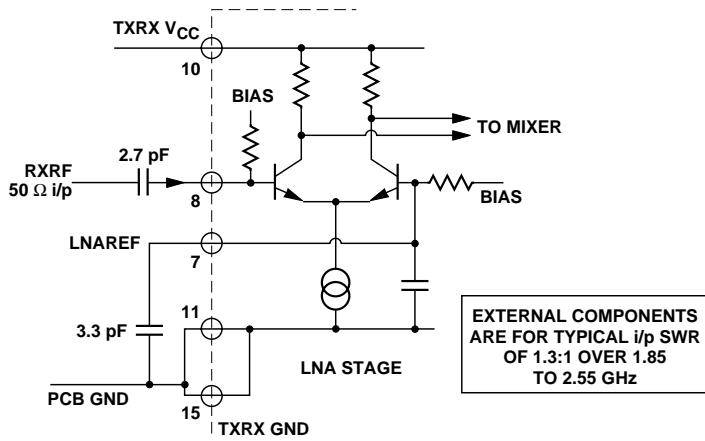 TXRX VCC
10
BIAS
TO MIXER
2.7 pF
RXRF
50 Ω i/p
8
BIAS
LNAREF
7
11
3.3 pF
LNA STAGE
EXTERNAL COMPONENTS
ARE FOR TYPICAL i/p SWR
OF 1.3:1 OVER 1.85
TO 2.55 GHz
PCB GND
15
TXRX GND